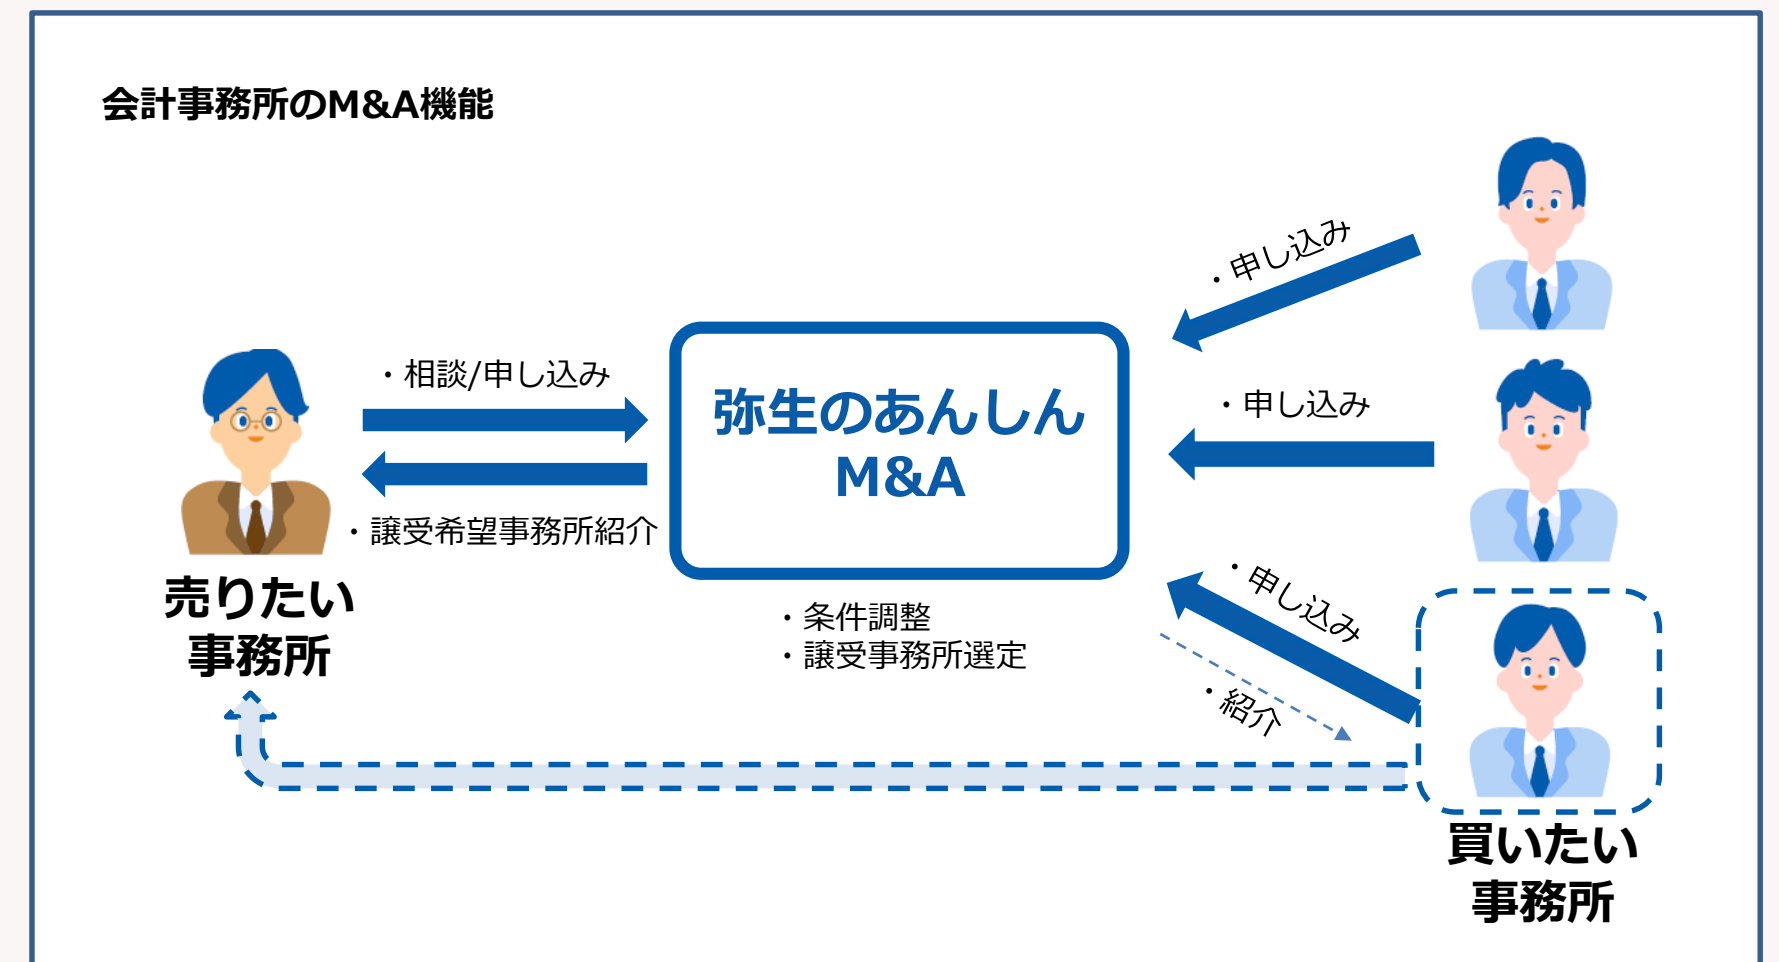 会計事務所のM&A機能
・申し込み
・相談/申し込み
・申し込み
弥生のあんしん
M&A
・譲受希望事務所紹介
売りたい
事務所
・条件調整
・譲受事務所選定
・申し込み
・紹介
買いたい
事務所